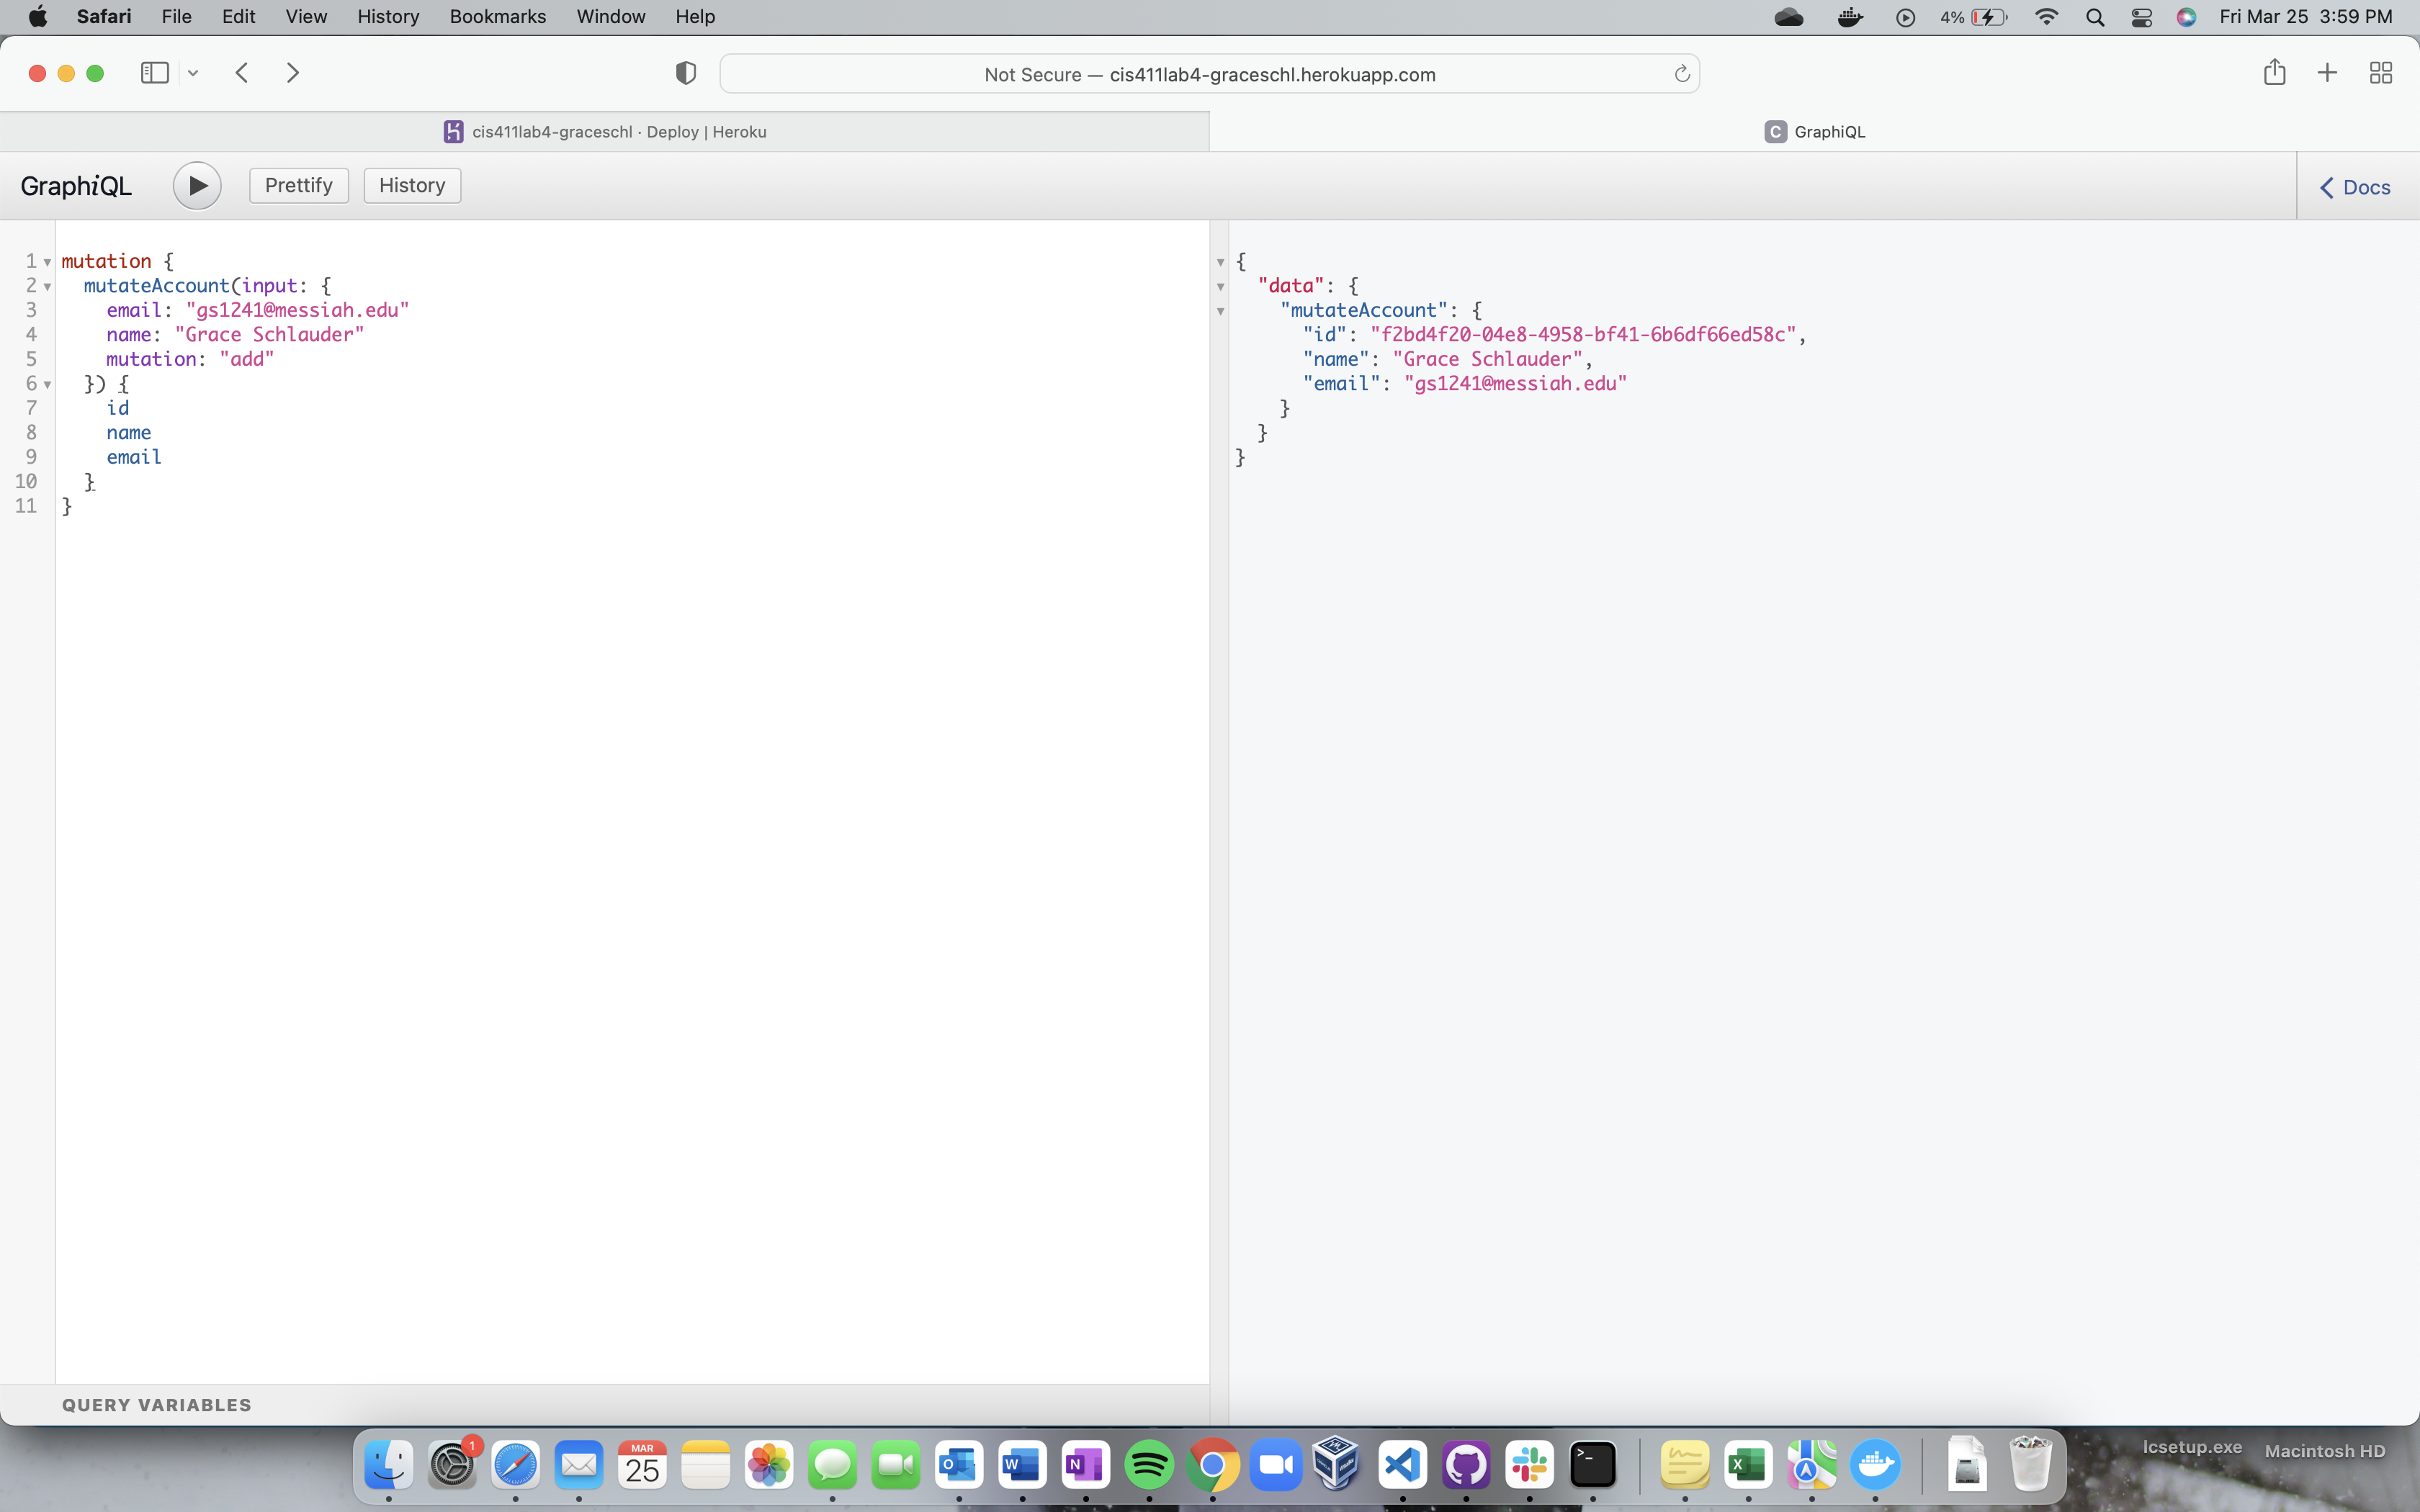 Safari File Edit View History Bookmarks Window Help 4% Fri Mar 25 3:59 PM
Not Secure — cis411lab4-graceschl.herokuapp.com
cis411lab4-graceschl · Deploy | Heroku
C GraphiQL
GraphiQL Prettify History Docs
1 mutation {
2 mutateAccount(input: {
3 email: "gs1241@messiah.edu"
4 name: "Grace Schlauder"
5 mutation: "add"
6 }) {
7 id
8 name
9 email
10 }
11 }
{
"data": {
"mutateAccount": {
"id": "f2bd4f20-04e8-4958-bf41-6b6df66ed58c",
"name": "Grace Schlauder",
"email": "gs1241@messiah.edu"
}
}
}
QUERY VARIABLES
1
MAR
25
O
W
N
>_
X
lcsetup.exe
Macintosh HD